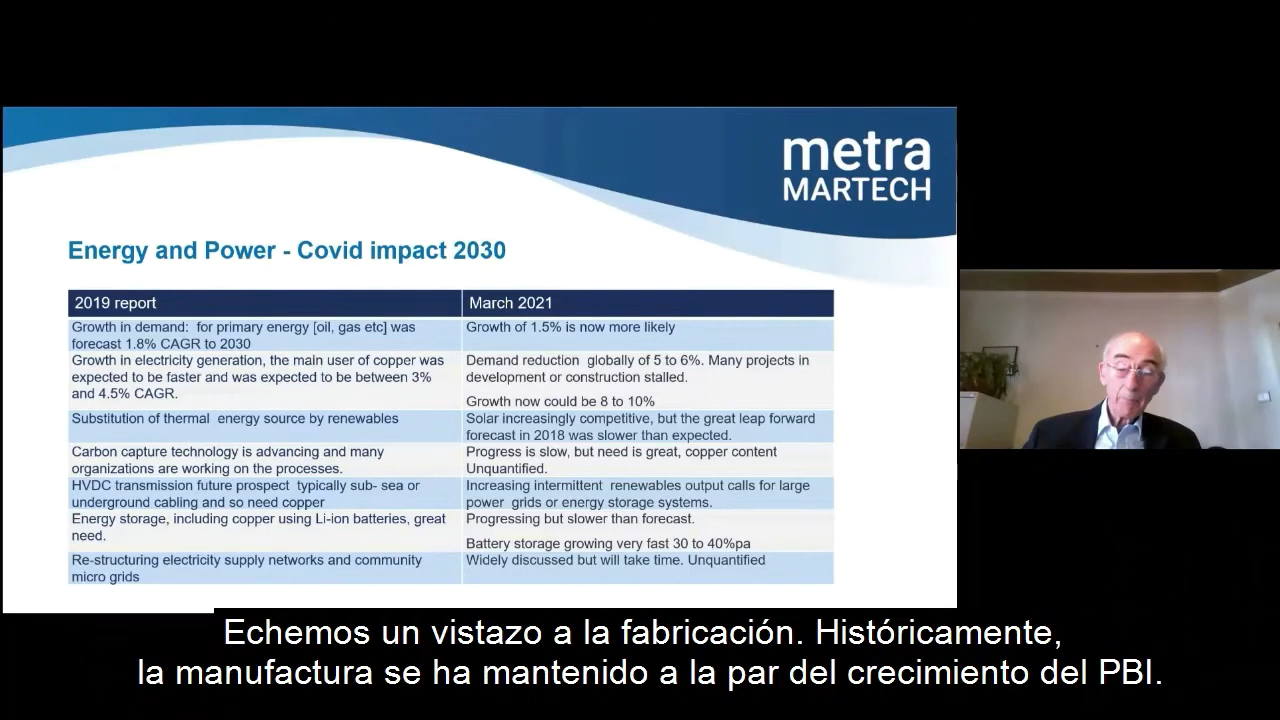 metra
MARTECH
Energy and Power - Covid impact 2030
2019 report
March 2021
Growth in demand: for primary energy [oil, gas etc] was
forecast 1.8% CAGR to 2030
Growth of 1.5% is now more likely
Growth in electricity generation, the main user of copper was
expected to be faster and was expected to be between 3%
and 4.5% CAGR.
Demand reduction globally of 5 to 6%. Many projects in
development or construction stalled.
Growth now could be 8 to 10%
Substitution of thermal energy source by renewables
Solar increasingly competitive, but the great leap forward
forecast in 2018 was slower than expected.
Carbon capture technology is advancing and many
organizations are working on the processes.
Progress is slow, but need is great, copper content
Unquantified.
HVDC transmission future prospect typically sub- sea or
underground cabling and so need copper
Increasing intermittent renewables output calls for large
power grids or energy storage systems.
Energy storage, including copper using Li-ion batteries, great
need.
Progressing but slower than forecast.
Battery storage growing very fast 30 to 40%pa
Re-structuring electricity supply networks and community
micro grids
Widely discussed but will take time. Unquantified
Echemos un vistazo a la fabricación. Históricamente,
la manufactura se ha mantenido a la par del crecimiento del PBI.